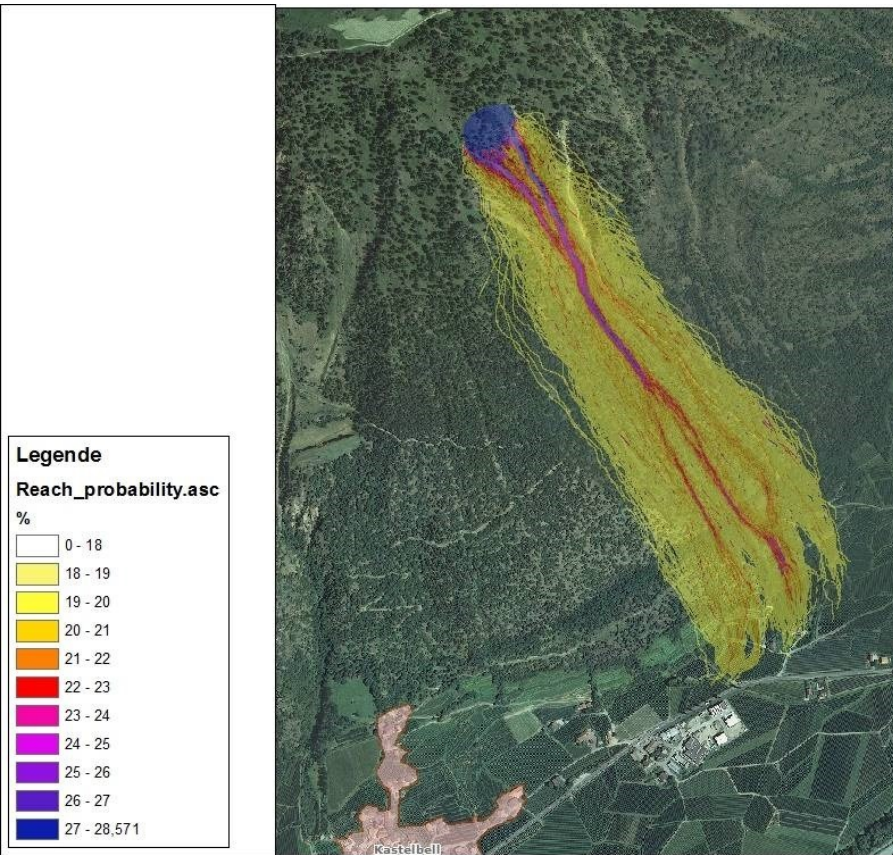 Legende
Reach_probability.asc
%
0 - 18
18 - 19
19 - 20
20 - 21
21 - 22
22 - 23
23 - 24
24 - 25
25 - 26
26 - 27
27 - 28,571
Kastelbell